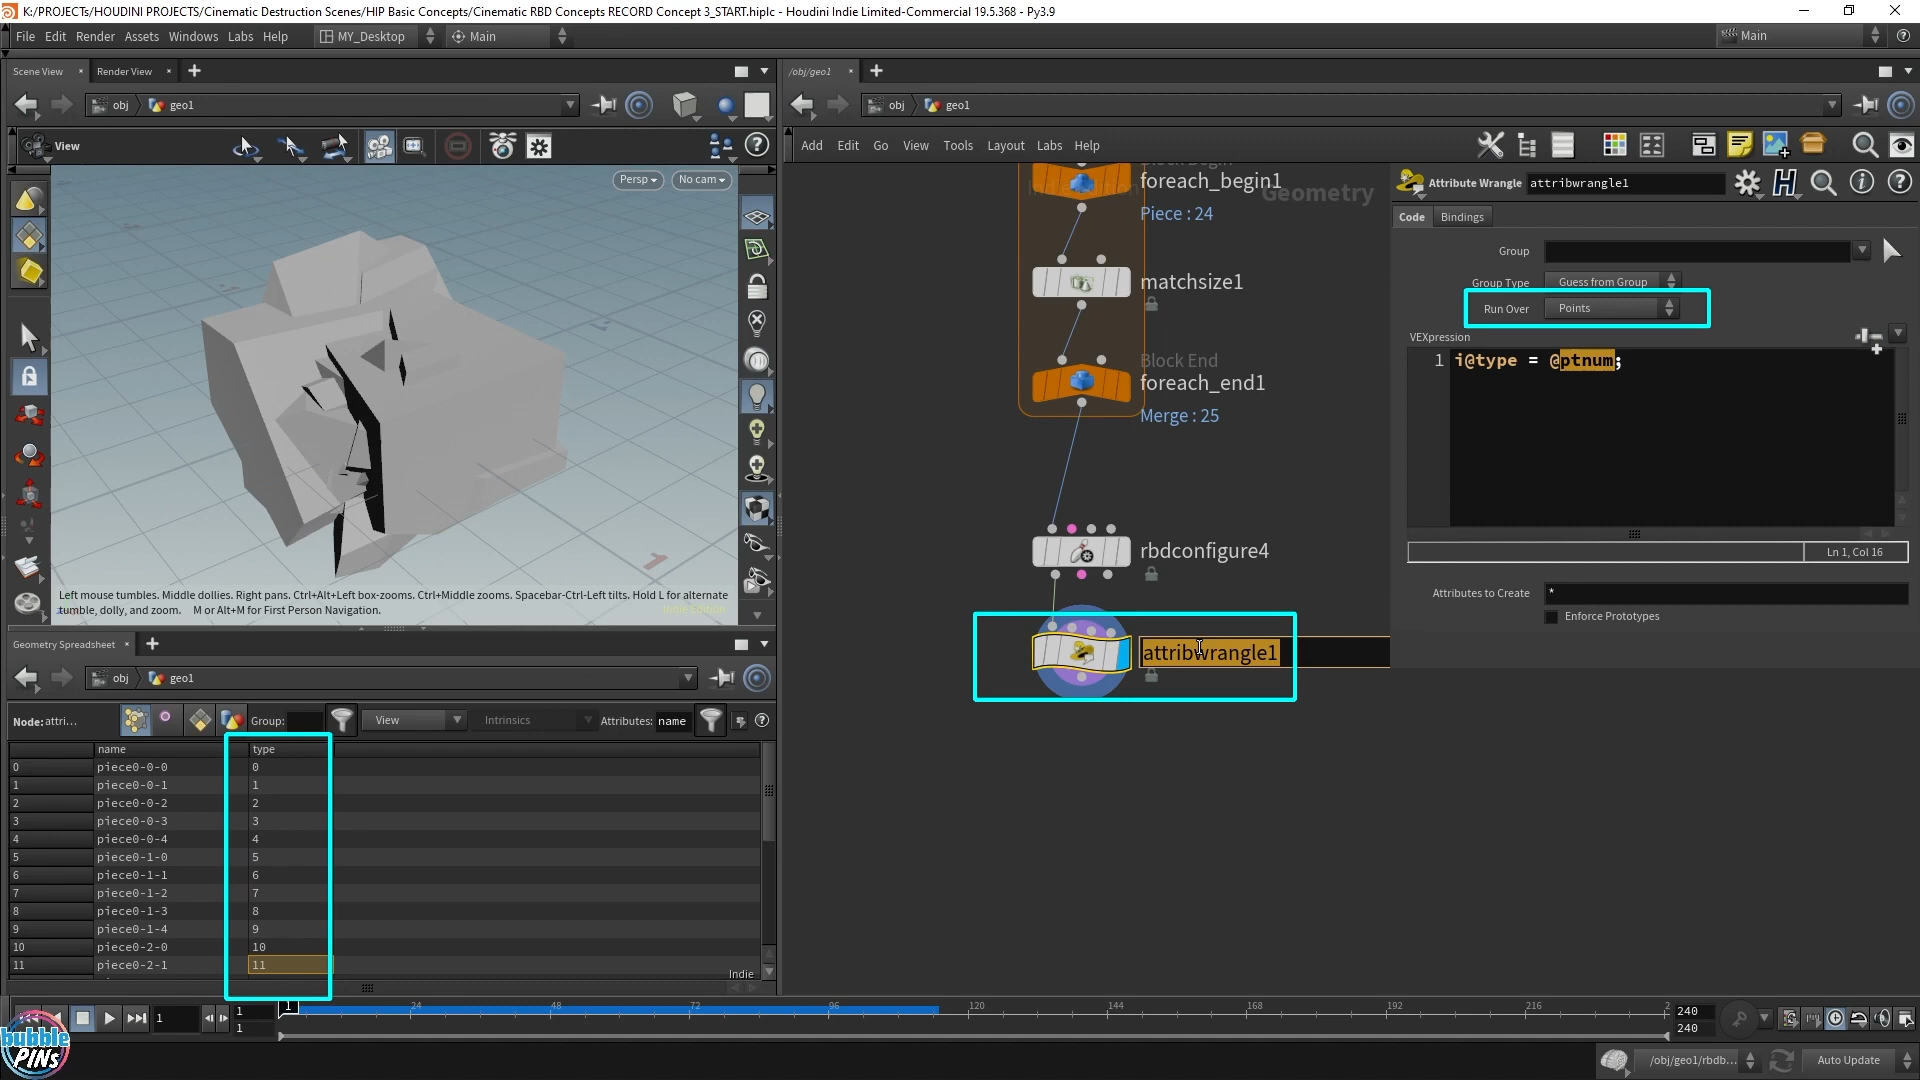 K:/PROJECTs/HOUDINI PROJECTS/Cinematic Destruction Scenes/HIP Basic Concepts/Cinematic RBD Concepts RECORD Concept 3_START.hiplc - Houdini Indie Limited-Commercial 19.5.368 - Py3.9
File Edit Render Assets Windows Labs Help MY_Desktop Main Main
Scene View Render View
/obj/geo1
obj geo1
obj geo1
View
Add Edit Go View Tools Layout Labs Help
Persp No cam
foreach_begin1
Geometry
Piece : 24
matchsize1
Block End
foreach_end1
Merge : 25
rbdconfigure4
attribwrangle1
Attribute Wrangle attribwrangle1
Code Bindings
Group
Group Type Guess from Group
Run Over Points
VEXpression
1 i@type = @ptnum;
Ln 1, Col 16
Attributes to Create *
Enforce Prototypes
Left mouse tumbles. Middle dollies. Right pans. Ctrl+Alt+Left box-zooms. Ctrl+Middle zooms. Spacebar-Ctrl-Left tilts. Hold L for alternate
tumble, dolly, and zoom. M or Alt+M for First Person Navigation.
Indie Edition
Geometry Spreadsheet
obj geo1
Node: attri... Group: View Intrinsics Attributes: name
name type
0 piece0-0-0 0
1 piece0-0-1 1
2 piece0-0-2 2
3 piece0-0-3 3
4 piece0-0-4 4
5 piece0-1-0 5
6 piece0-1-1 6
7 piece0-1-2 7
8 piece0-1-3 8
9 piece0-1-4 9
10 piece0-2-0 10
11 piece0-2-1 11
Indie
1 1 1 1 24 48 72 96 120 144 168 192 216 2 240
240
bubble
PINs
/obj/geo1/rbdb... Auto Update